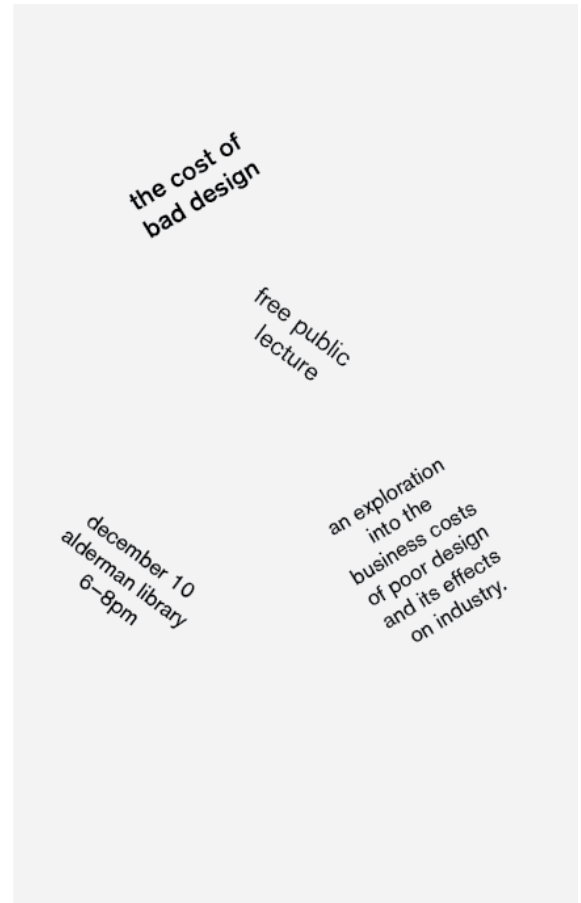 the cost of
bad design
free public
lecture
december 10
alderman library
6–8pm
an exploration
into the
business costs
of poor design
and its effects
on industry.